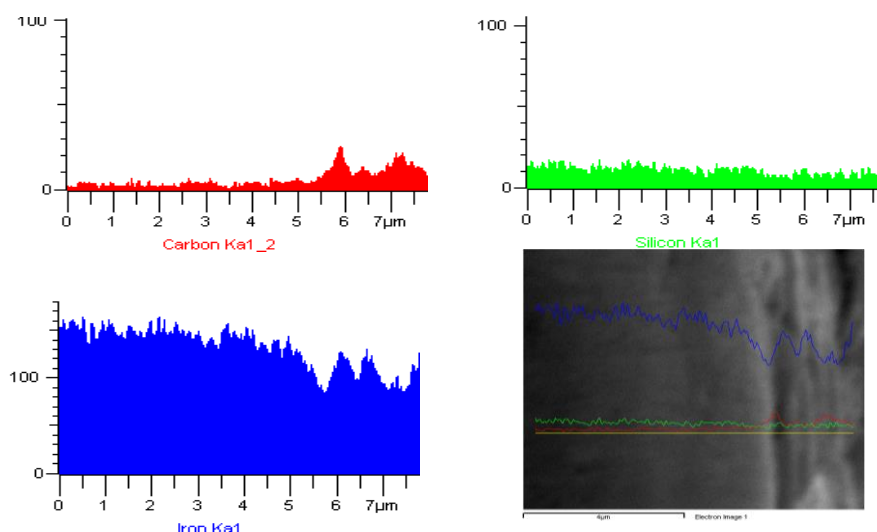 100
0
0 1 2 3 4 5 6 7µm
Carbon Ka1_2
100
0
0 1 2 3 4 5 6 7µm
Silicon Ka1
100
0
0 1 2 3 4 5 6 7µm
Iron Ka1
4µm Electron Image 1